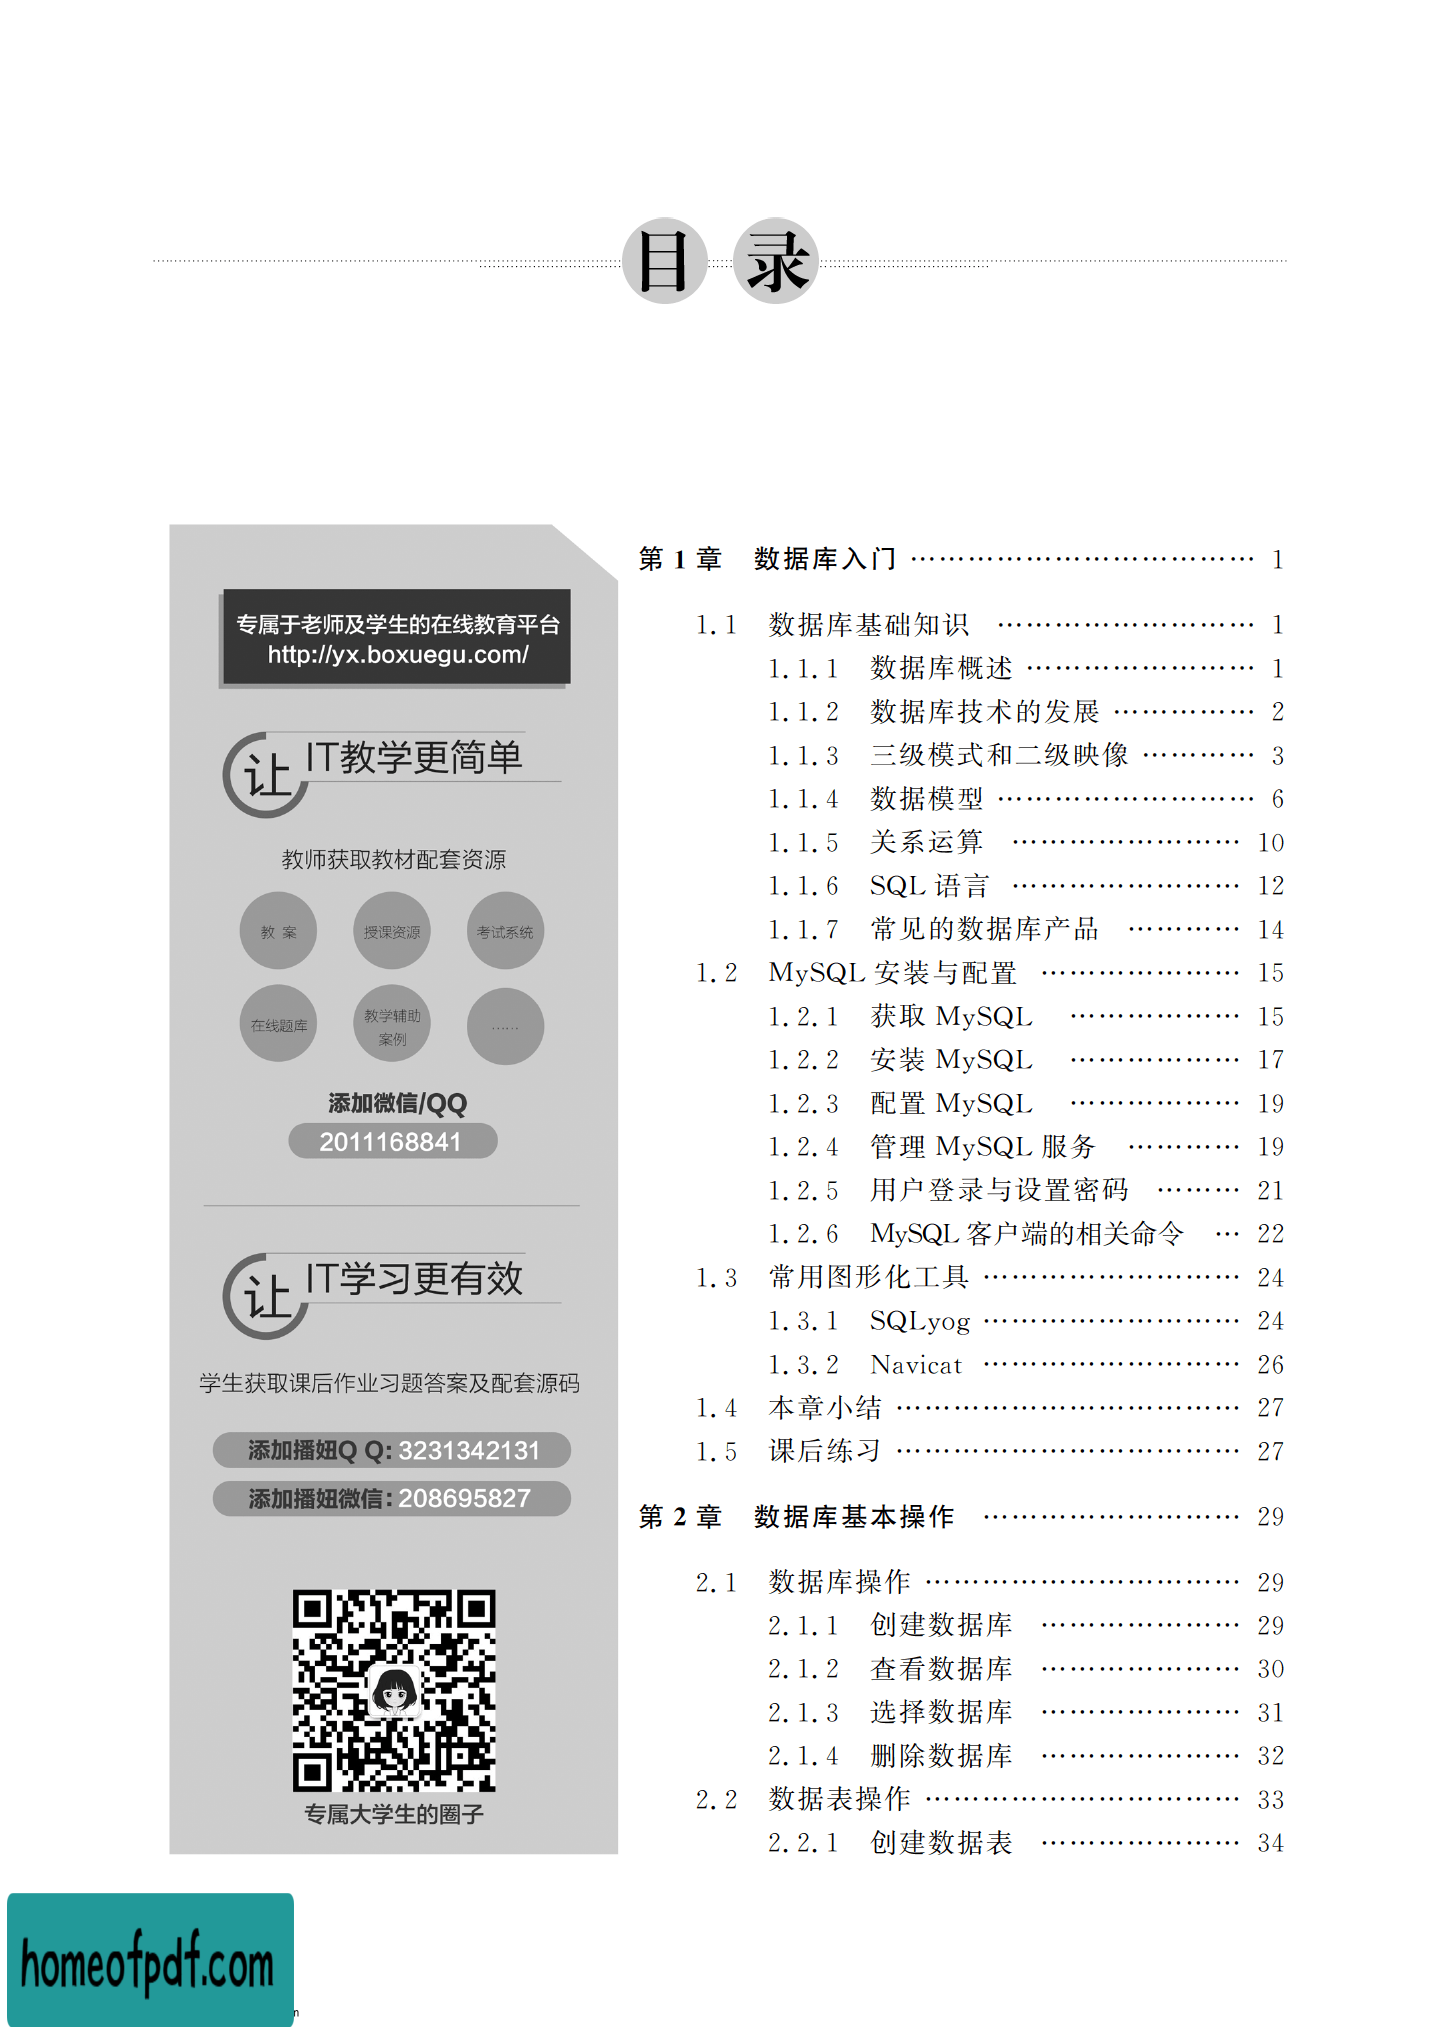 目录
专属于老师及学生的在线教育平台
http://yx.boxuegu.com/
让IT教学更简单
教师获取教材配套资源
教 案 授课资源 考试系统
在线题库 教学辅助案例 ……
添加微信/QQ
2011168841
让IT学习更有效
学生获取课后作业习题答案及配套源码
添加播妞Q Q:3231342131
添加播妞微信:208695827
专属大学生的圈子
第1章 数据库入门 ………………………………… 1
1.1 数据库基础知识 ……………………… 1
1.1.1 数据库概述 …………………… 1
1.1.2 数据库技术的发展 …………… 2
1.1.3 三级模式和二级映像 ………… 3
1.1.4 数据模型 ……………………… 6
1.1.5 关系运算 …………………… 10
1.1.6 SQL 语言 …………………… 12
1.1.7 常见的数据库产品 ………… 14
1.2 MySQL 安装与配置 ………………… 15
1.2.1 获取 MySQL ……………… 15
1.2.2 安装 MySQL ……………… 17
1.2.3 配置 MySQL ……………… 19
1.2.4 管理 MySQL 服务 ………… 19
1.2.5 用户登录与设置密码 ……… 21
1.2.6 MySQL 客户端的相关命令 … 22
1.3 常用图形化工具 ……………………… 24
1.3.1 SQLyog ……………………… 24
1.3.2 Navicat ……………………… 26
1.4 本章小结 ……………………………… 27
1.5 课后练习 ……………………………… 27
第2章 数据库基本操作 ……………………… 29
2.1 数据库操作 …………………………… 29
2.1.1 创建数据库 ………………… 29
2.1.2 查看数据库 ………………… 30
2.1.3 选择数据库 ………………… 31
2.1.4 删除数据库 ………………… 32
2.2 数据表操作 …………………………… 33
2.2.1 创建数据表 ………………… 34
homeofpdf.com